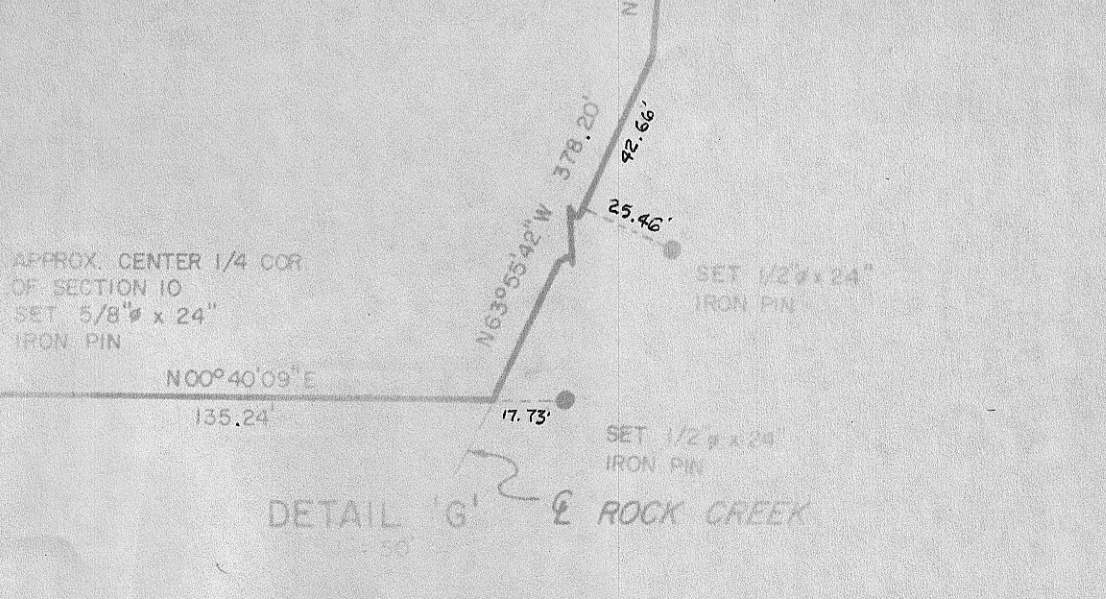 N
378.20'
42.66'
N63°55'42"W
25.46'
APPROX. CENTER 1/4 COR
OF SECTION 10
SET 5/8"ø x 24"
IRON PIN
SET 1/2"ø x 24"
IRON PIN
N00°40'09"E
135.24'
17.73'
SET 1/2"ø x 24"
IRON PIN
DETAIL 'G'
℄ ROCK CREEK
50'